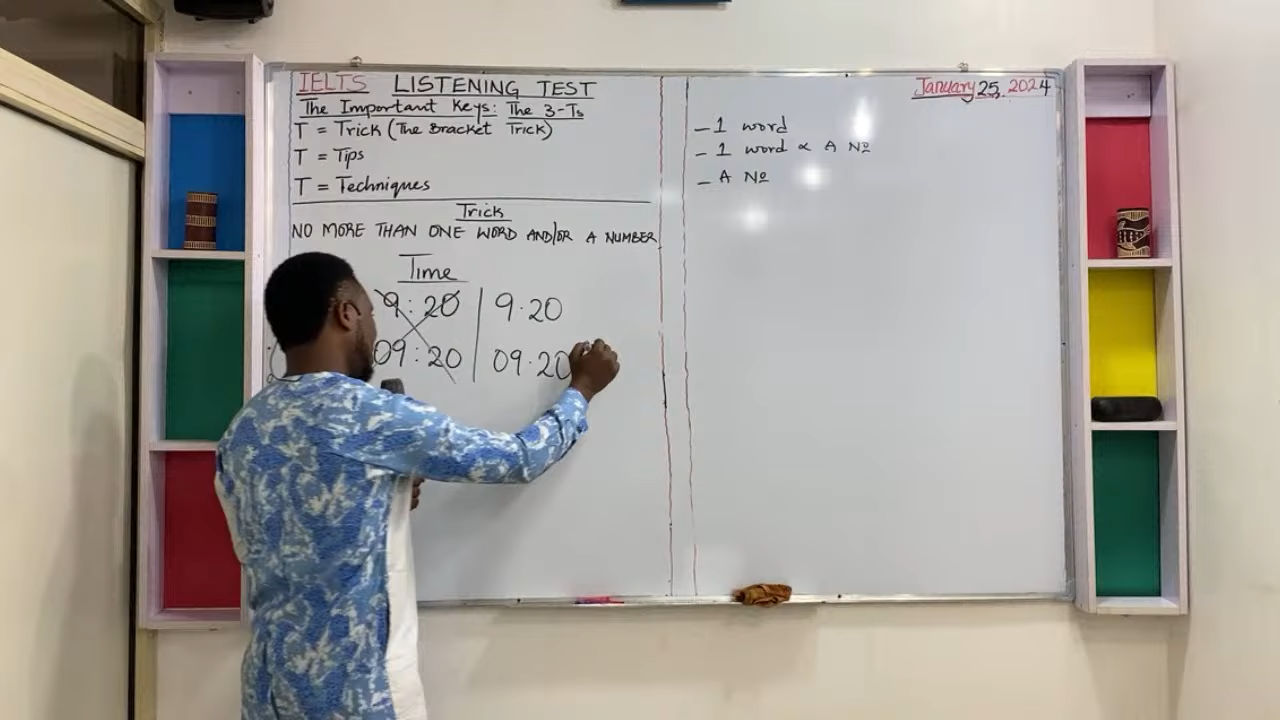 IELTS LISTENING TEST
The Important Keys: The 3-Ts
T = Trick (The Bracket Trick)
T = Tips
T = Techniques
Trick
NO MORE THAN ONE WORD AND/OR A NUMBER
Time
9:20 | 9.20
09:20 | 09.20
January 25, 2024
- 1 word
- 1 word & A Nº
- A Nº